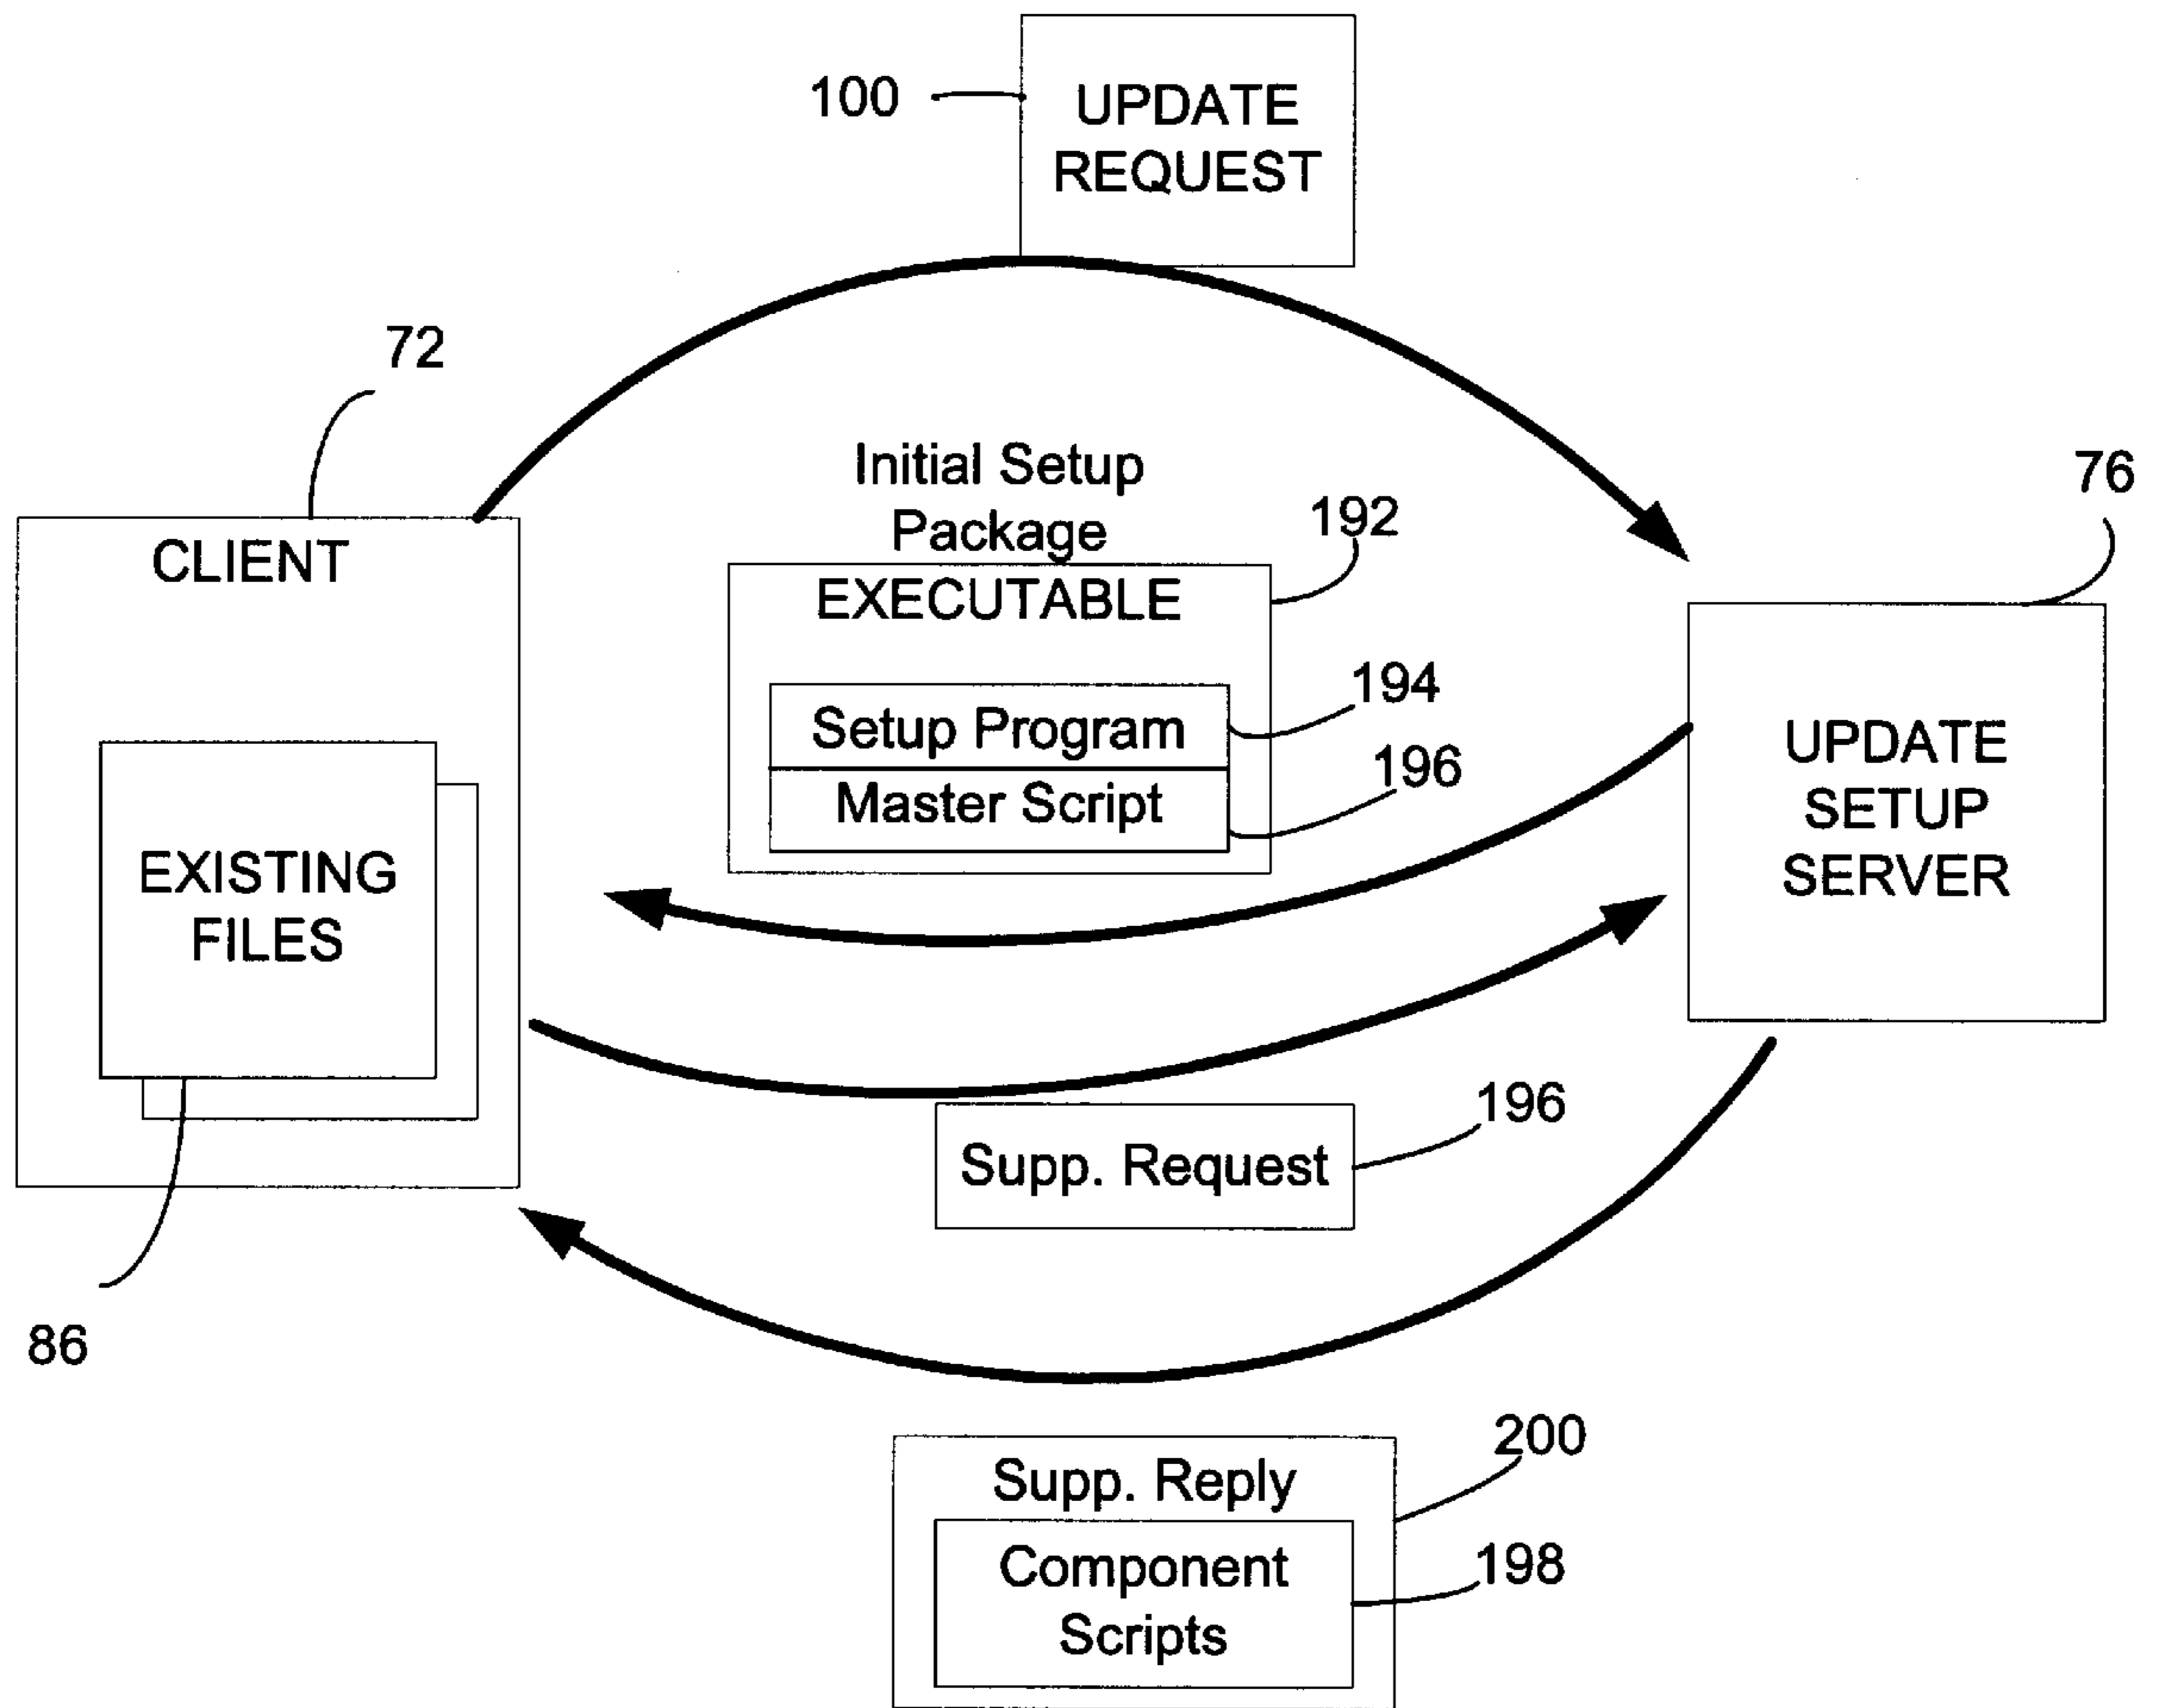 100
UPDATE
REQUEST
72
Initial Setup
Package
192
76
CLIENT
EXECUTABLE
194
Setup Program
196
Master Script
UPDATE
SETUP
SERVER
EXISTING
FILES
196
Supp. Request
86
200
Supp. Reply
198
Component
Scripts